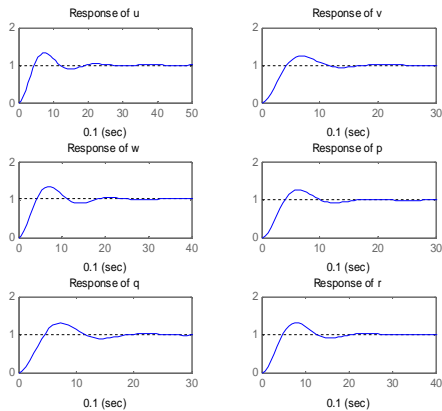 Response of u
2
1
0
0 10 20 30 40 50
0.1 (sec)
Response of v
2
1
0
0 10 20 30
0.1 (sec)
Response of w
2
1
0
0 10 20 30 40
0.1 (sec)
Response of p
2
1
0
0 10 20 30
0.1 (sec)
Response of q
2
1
0
0 10 20 30
0.1 (sec)
Response of r
2
1
0
0 10 20 30 40
0.1 (sec)